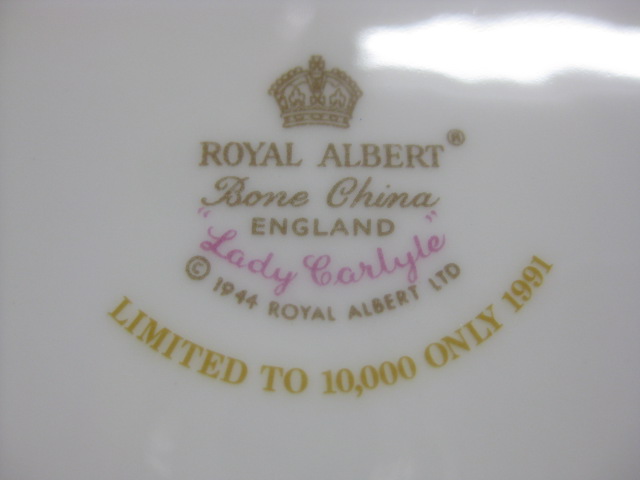 ROYAL ALBERT®
Bone China
ENGLAND
"Lady Carlyle"
© 1944 ROYAL ALBERT LTD
LIMITED TO 10,000 ONLY 1991